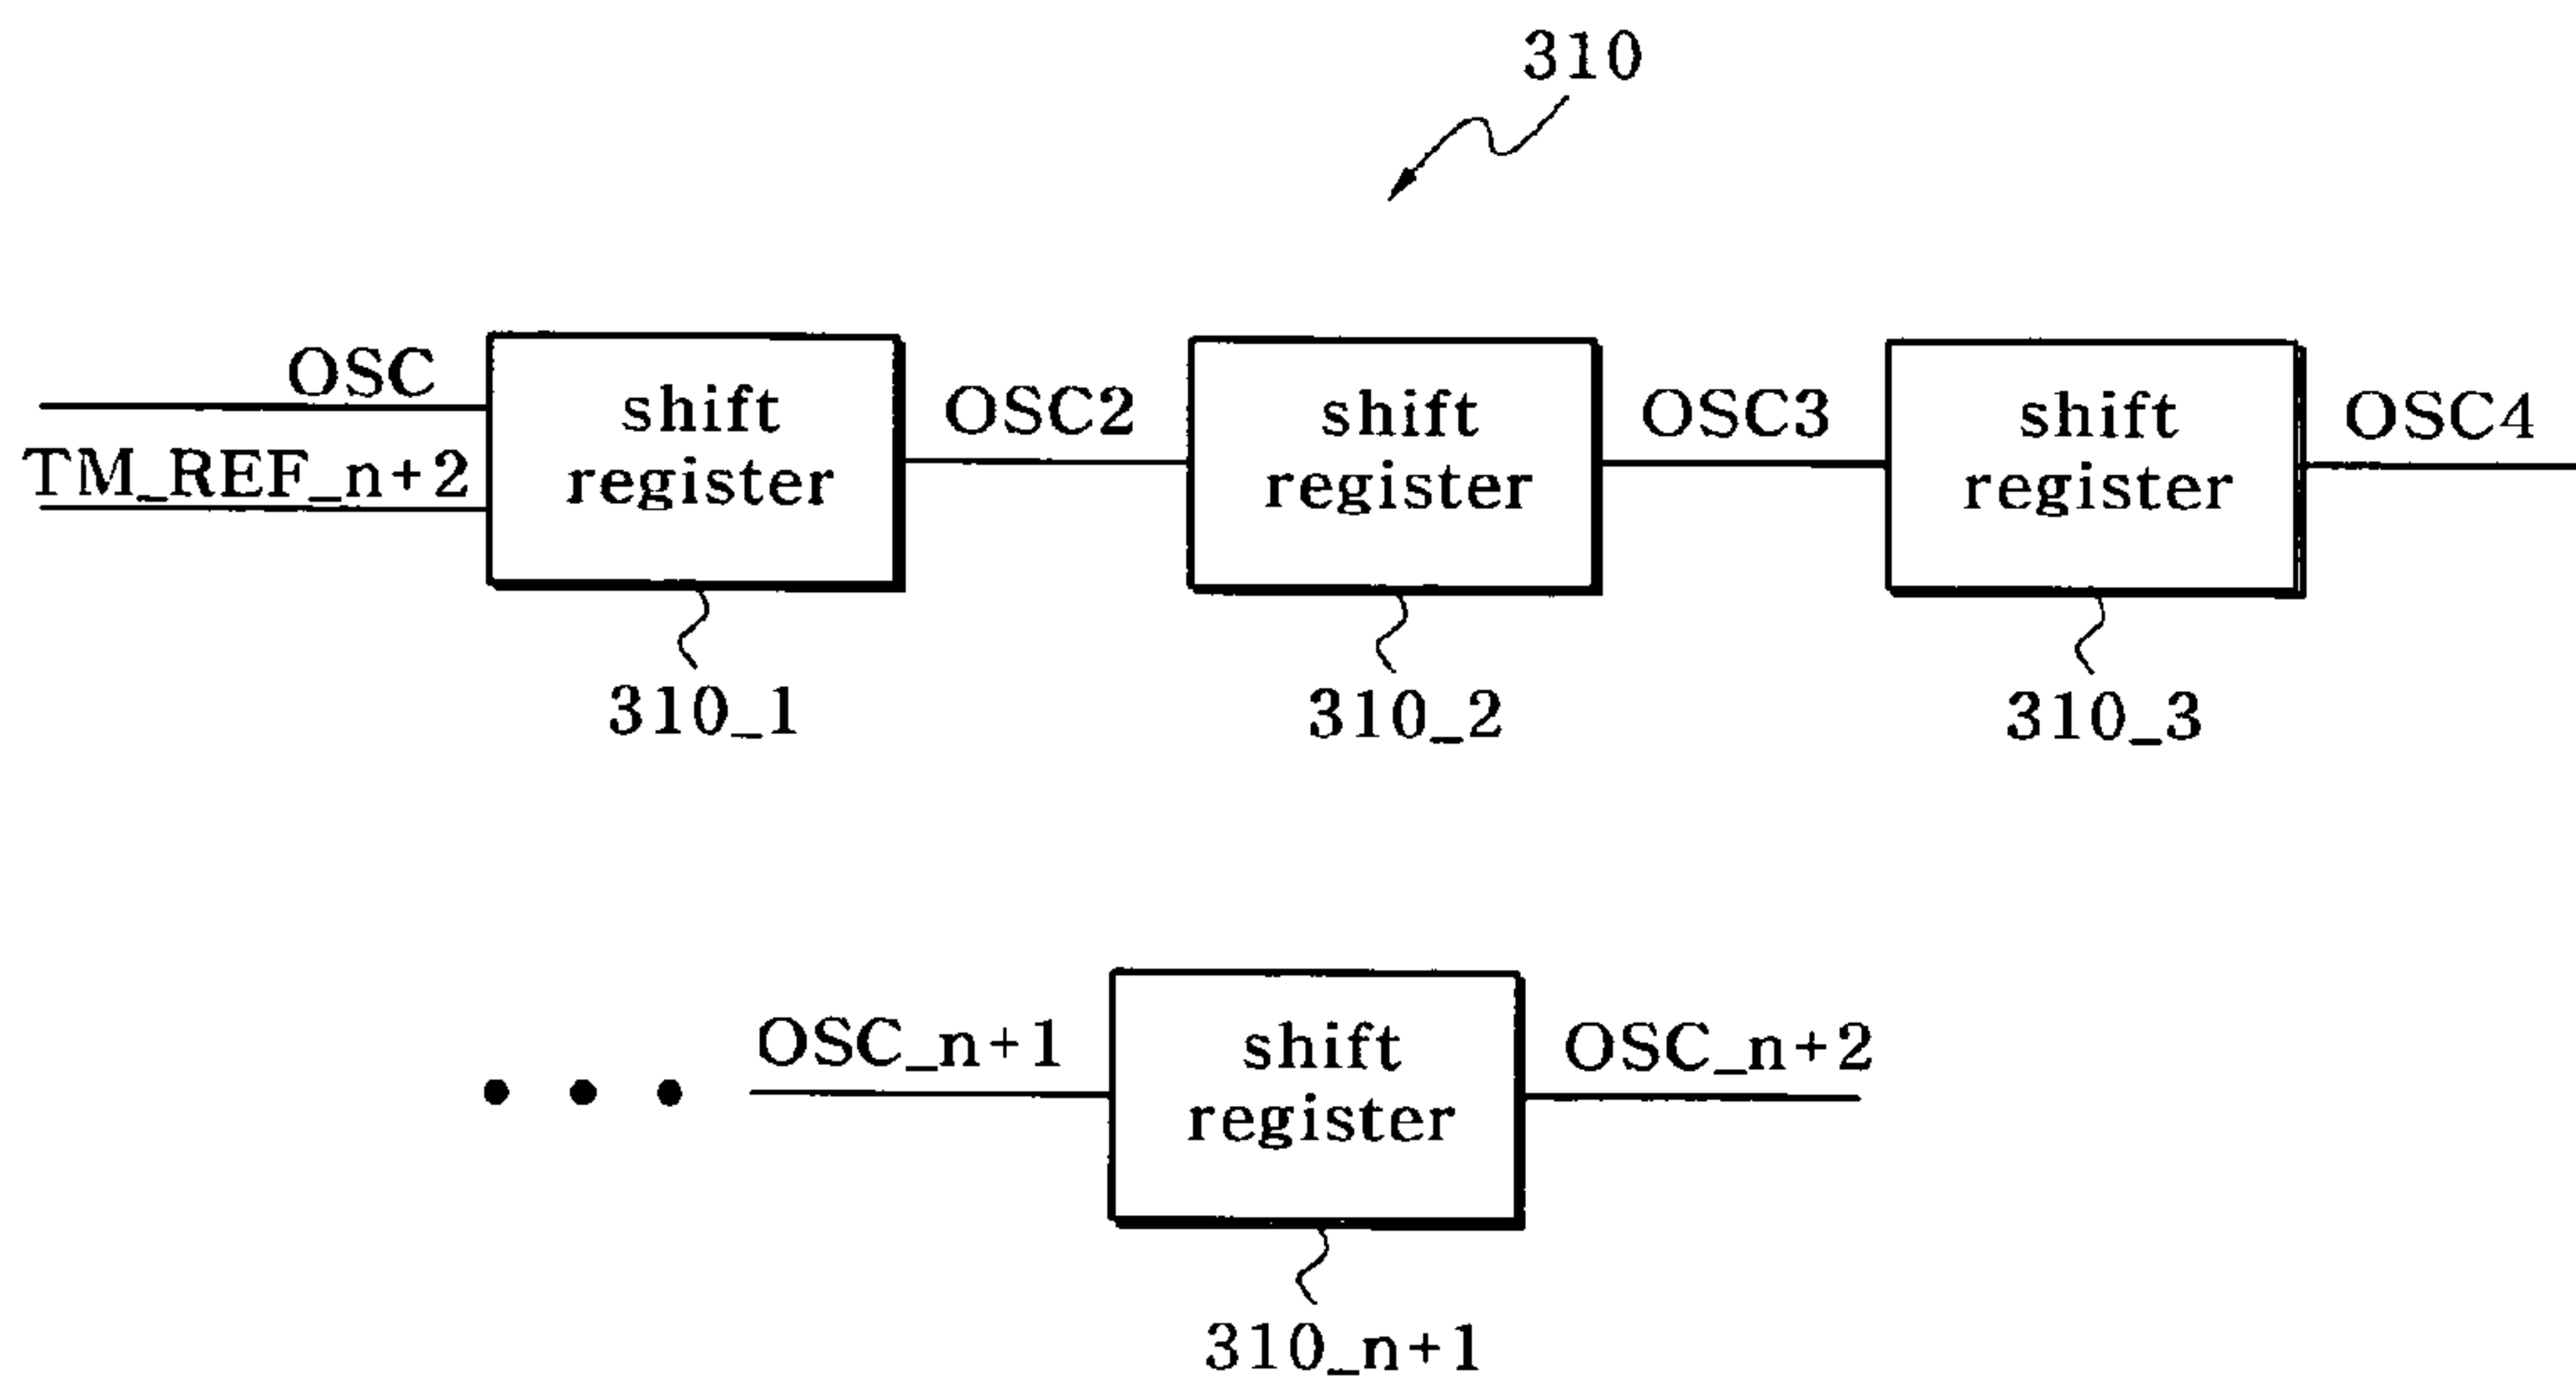 310
OSC
TM_REF_n+2
shift
register
OSC2
shift
register
OSC3
shift
register
OSC4
310_1
310_2
310_3
OSC_n+1
shift
register
OSC_n+2
310_n+1